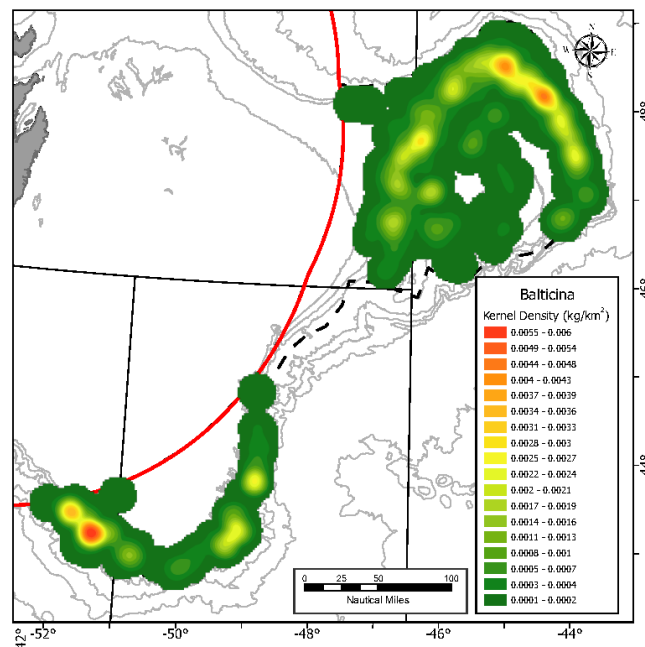 N
W E
S
48°
46°
Balticina
Kernel Density (kg/km²)
0.0055 - 0.006
0.0049 - 0.0054
0.0044 - 0.0048
0.004 - 0.0043
0.0037 - 0.0039
0.0034 - 0.0036
0.0031 - 0.0033
0.0028 - 0.003
0.0025 - 0.0027
0.0022 - 0.0024
0.002 - 0.0021
0.0017 - 0.0019
0.0014 - 0.0016
0.0011 - 0.0013
0.0008 - 0.001
0.0005 - 0.0007
0.0003 - 0.0004
0.0001 - 0.0002
44°
0 25 50 100
Nautical Miles
42°
-52° -50° -48° -46° -44°